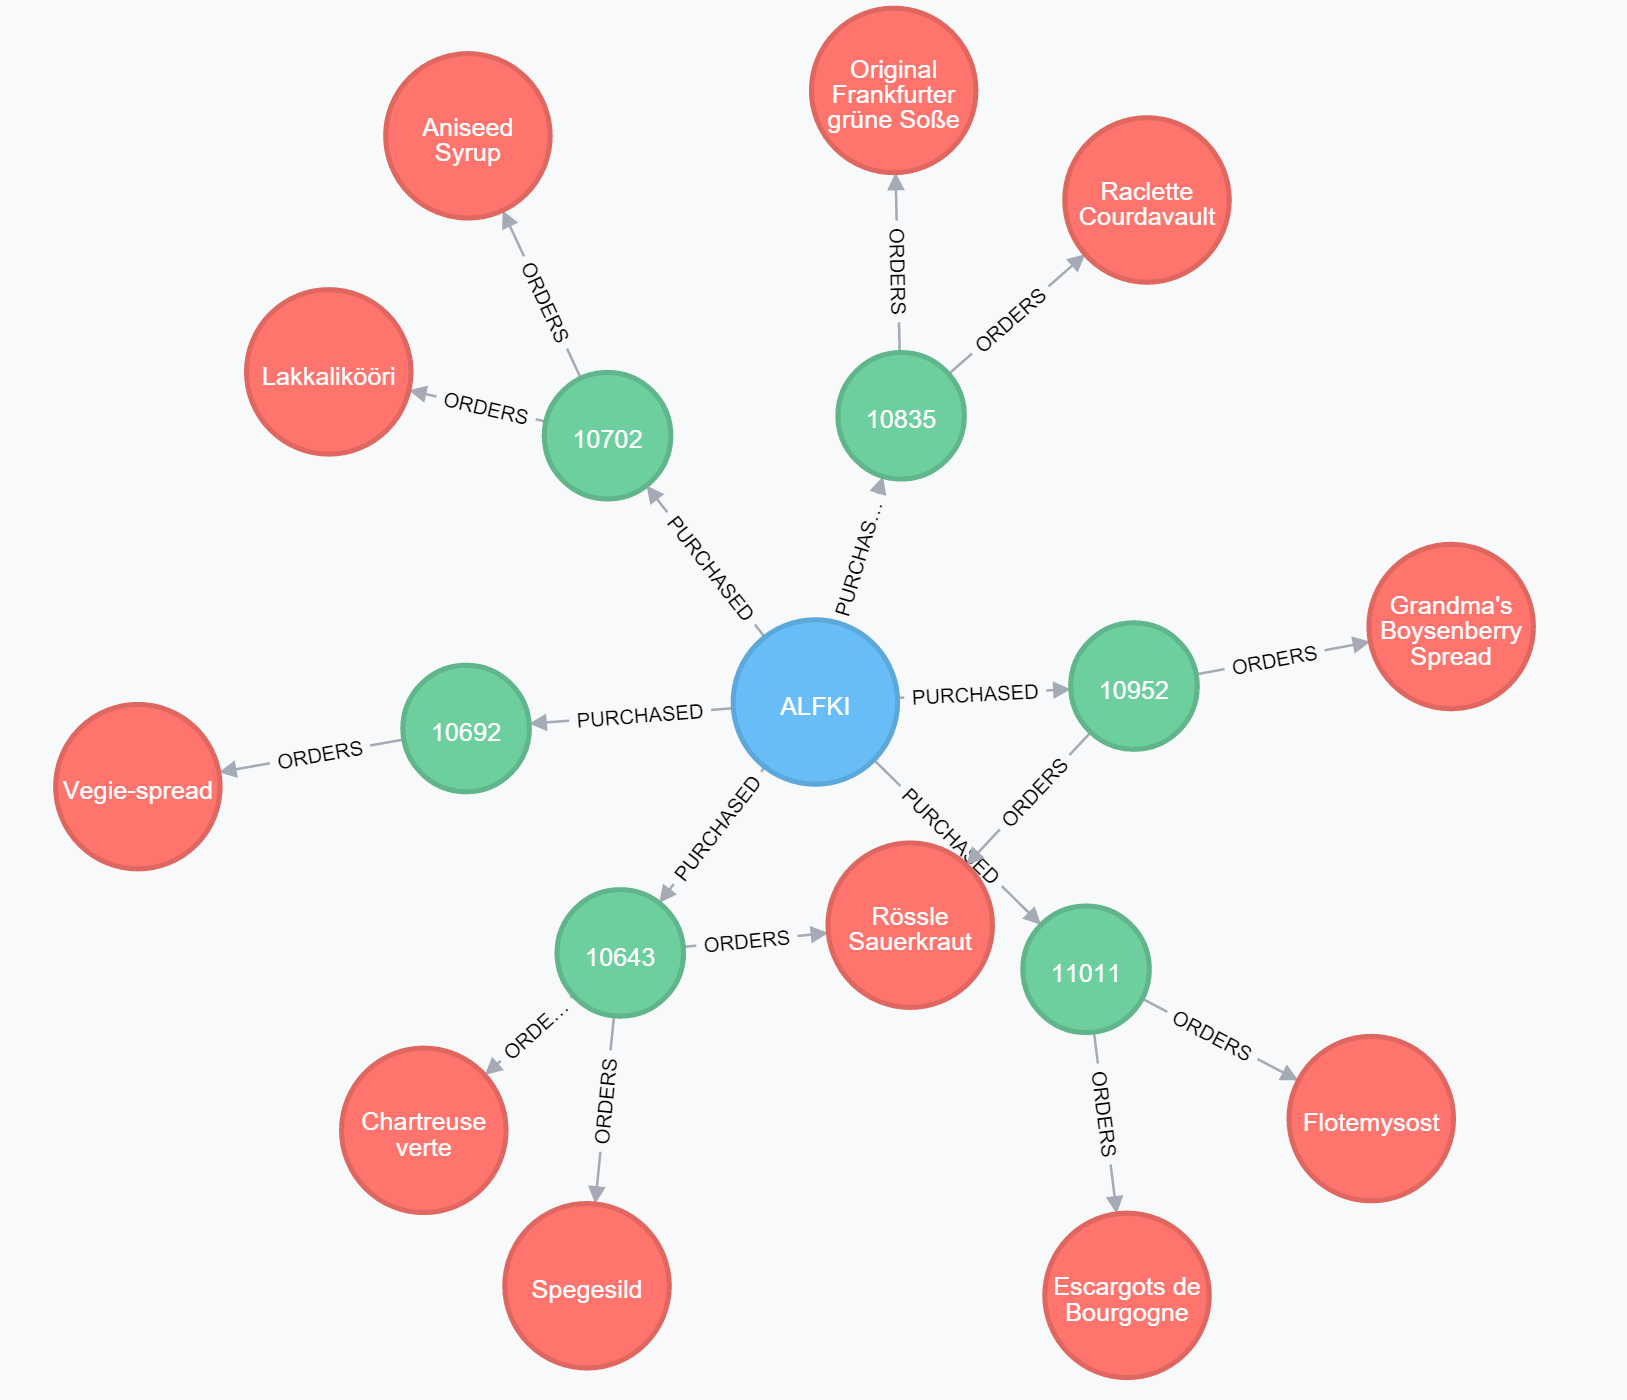 Original
Frankfurter
grüne Soße
Aniseed
Syrup
Raclette
Courdavault
ORDERS
ORDERS
ORDERS
Lakkalikööri
ORDERS
10702
10835
PURCHASED
PURCHAS...
Grandma's
Boysenberry
Spread
ORDERS
10952
PURCHASED
ALFKI
PURCHASED
10692
ORDERS
Vegie-spread
ORDERS
PURCHASED
PURCHASED
Rössle
Sauerkraut
ORDERS
10643
11011
ORDE...
ORDERS
ORDERS
ORDERS
Chartreuse
verte
Flotemysost
Spegesild
Escargots de
Bourgogne